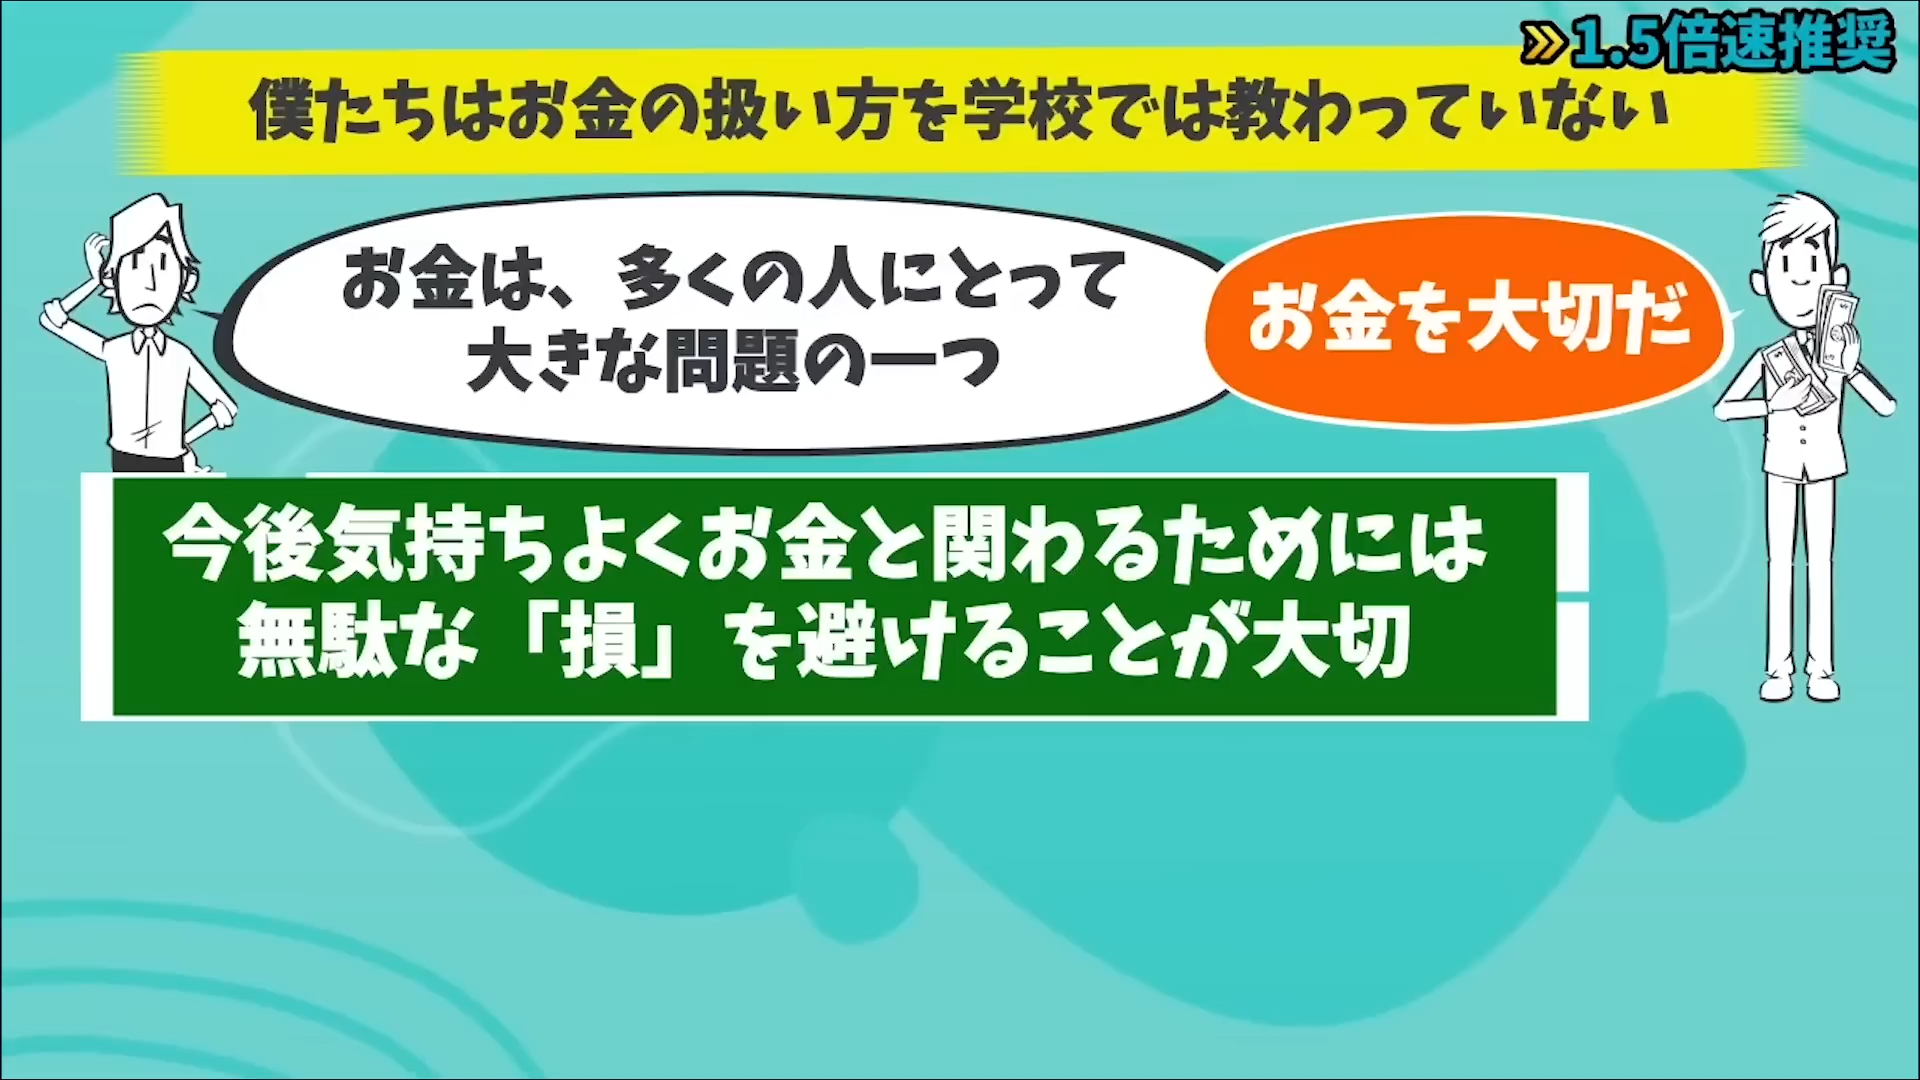 1.5倍速推奨
僕たちはお金の扱い方を学校では教わっていない
お金は、多くの人にとって
大きな問題の一つ
お金を大切だ
今後気持ちよくお金と関わるためには
無駄な「損」を避けることが大切